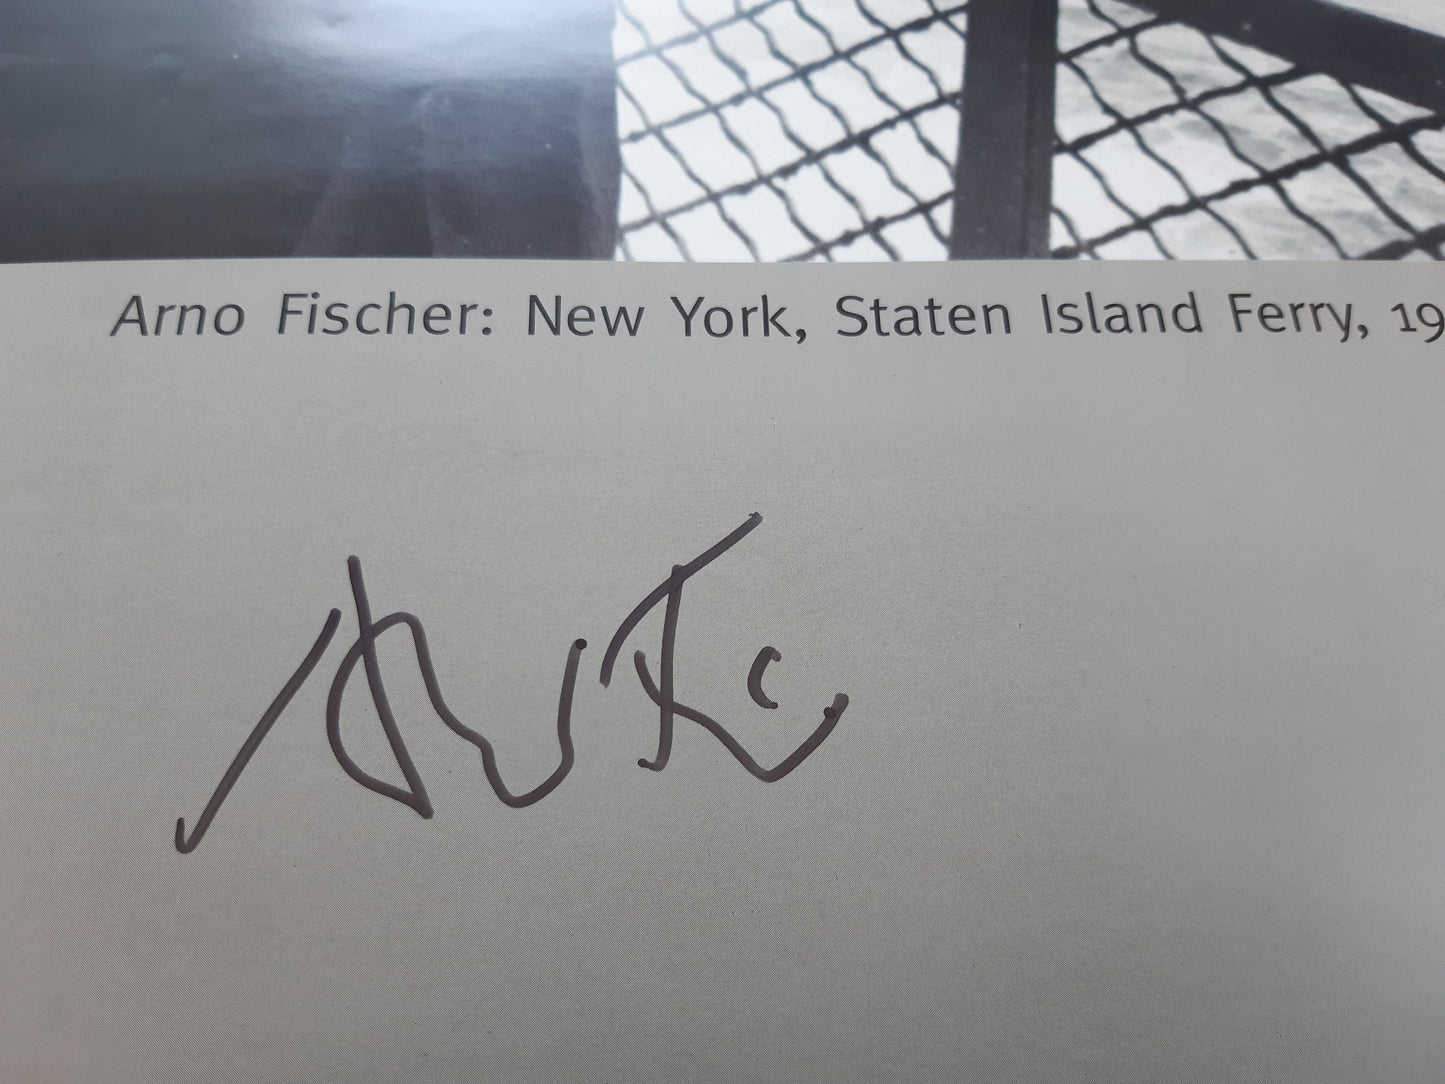 Arno Fischer: New York, Staten Island Ferry, 19